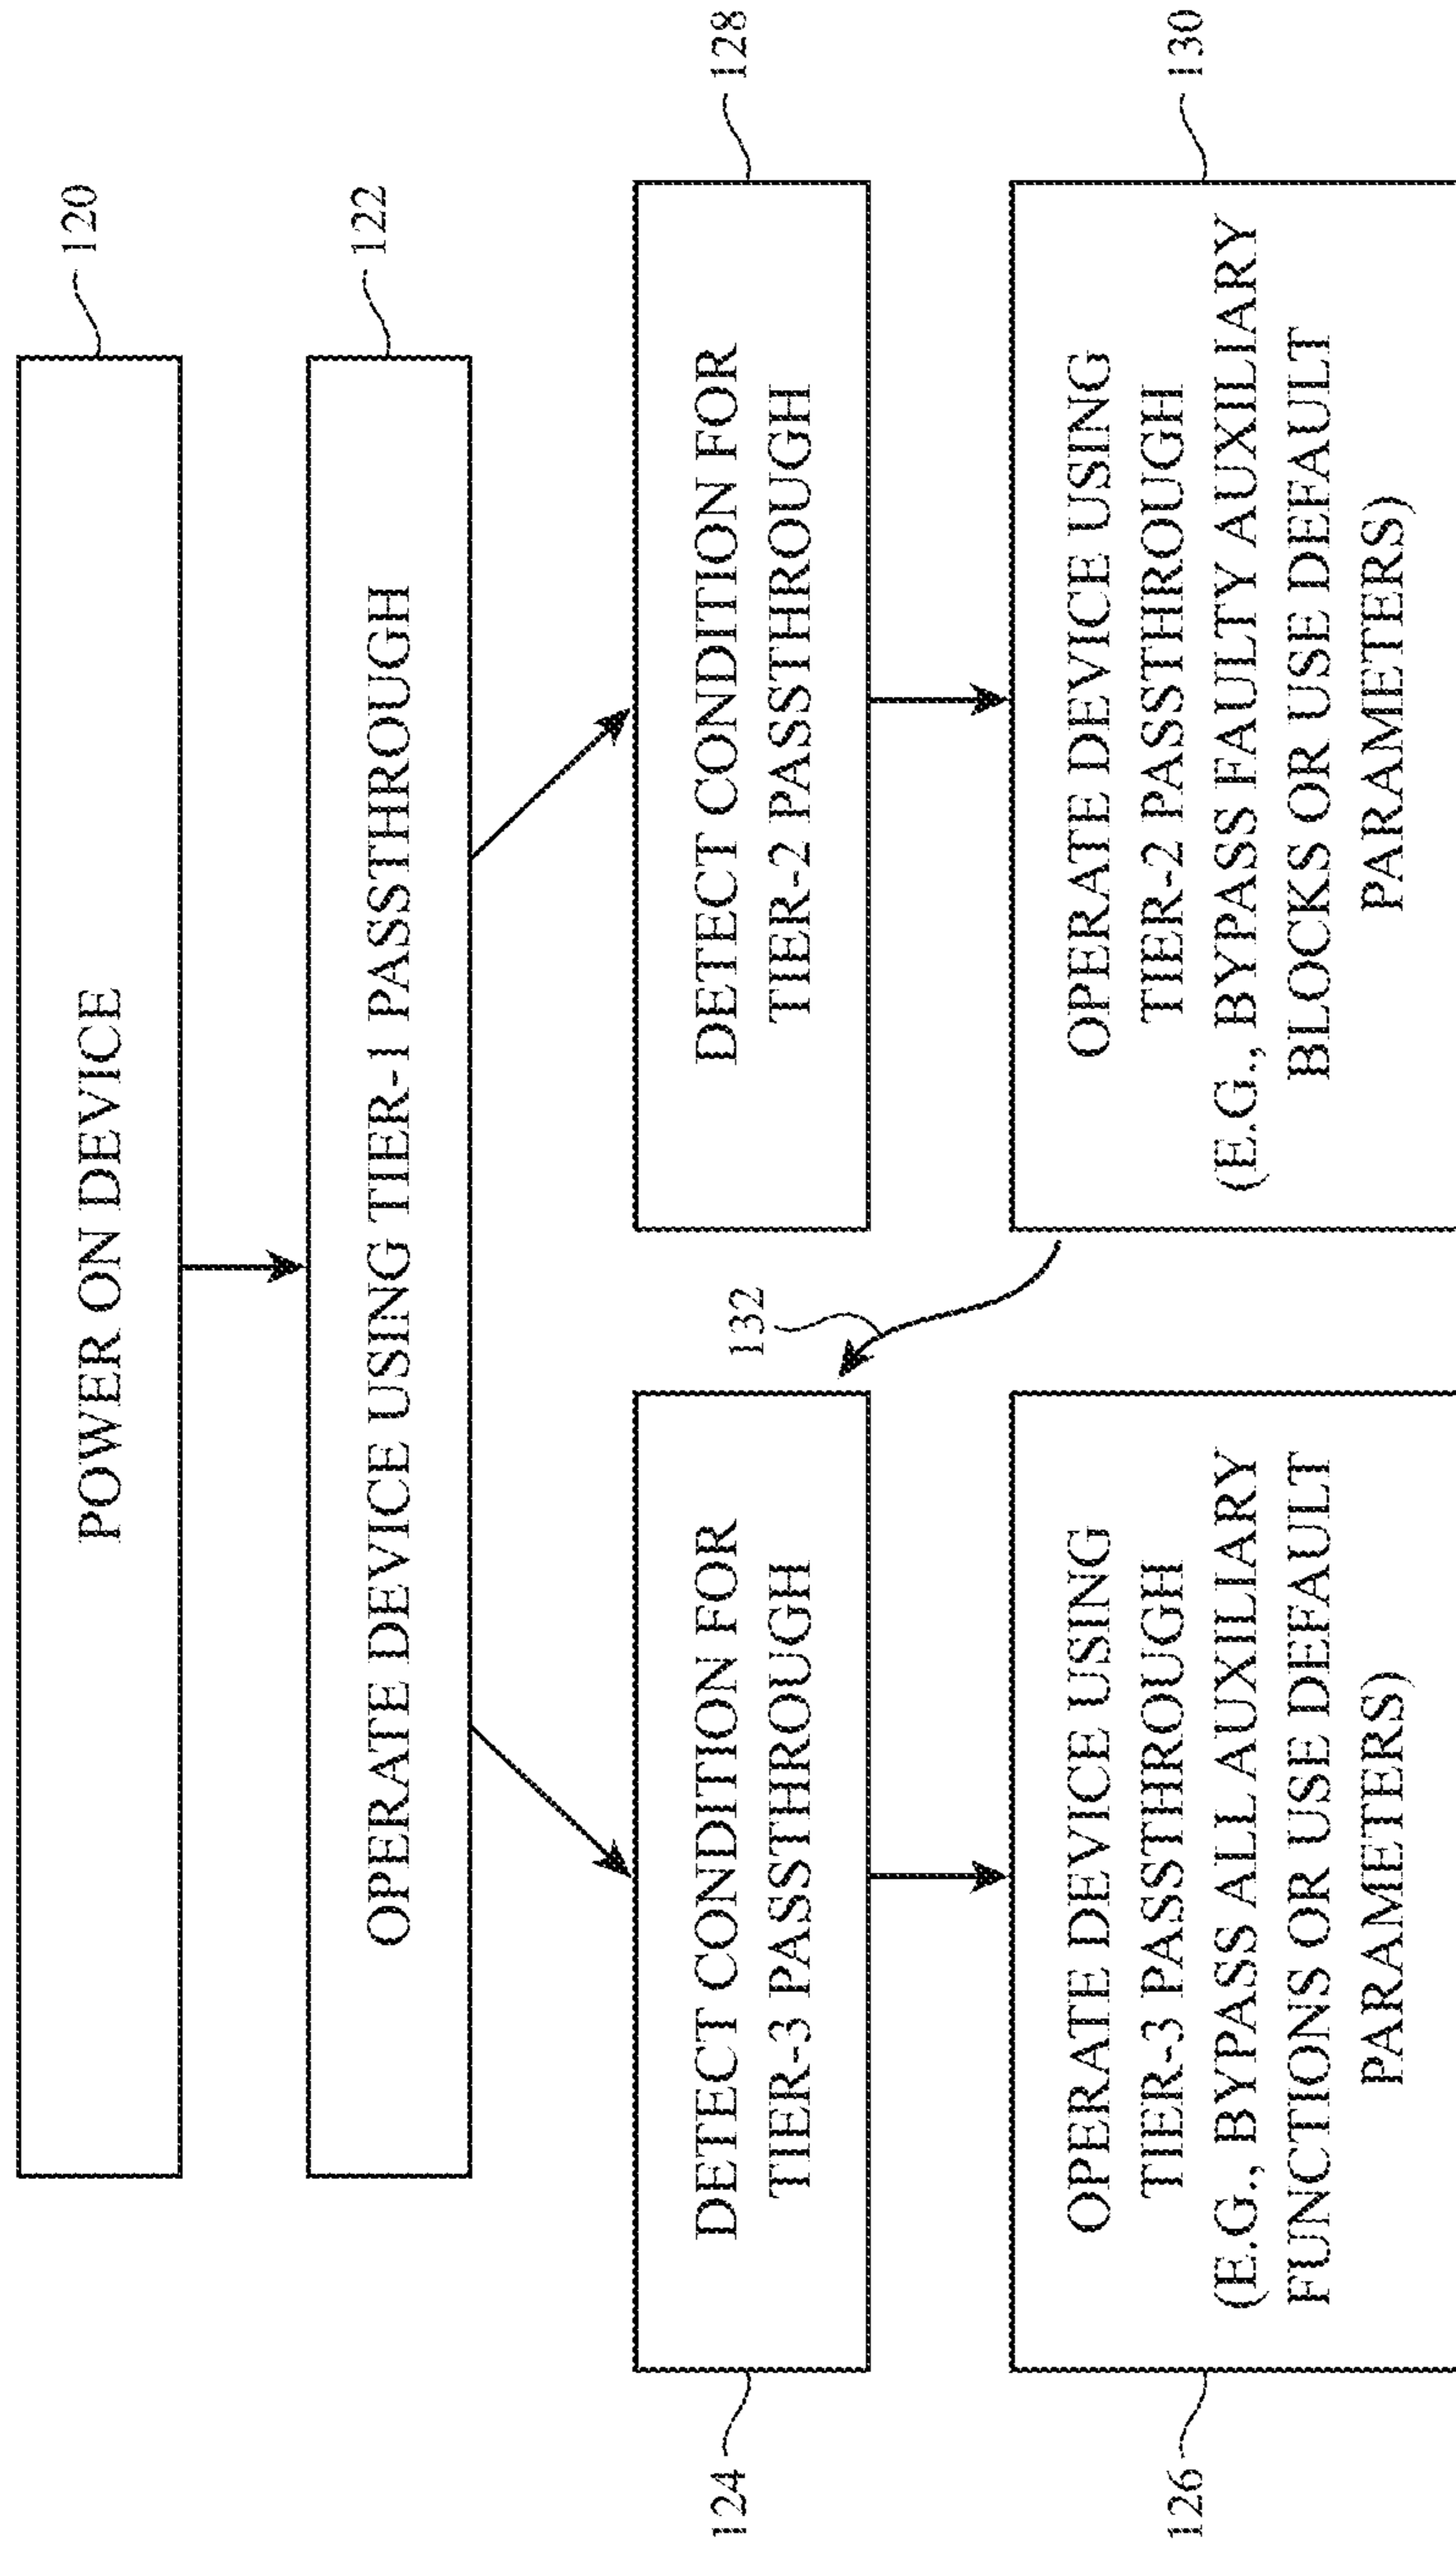 POWER ON DEVICE
120
OPERATE DEVICE USING TIER-1 PASSTHROUGH
122
124
DETECT CONDITION FOR
TIER-3 PASSTHROUGH
132
DETECT CONDITION FOR
TIER-2 PASSTHROUGH
128
126
OPERATE DEVICE USING
TIER-3 PASSTHROUGH
(E.G., BYPASS ALL AUXILIARY
FUNCTIONS OR USE DEFAULT
PARAMETERS)
OPERATE DEVICE USING
TIER-2 PASSTHROUGH
(E.G., BYPASS FAULTY AUXILIARY
BLOCKS OR USE DEFAULT
PARAMETERS)
130